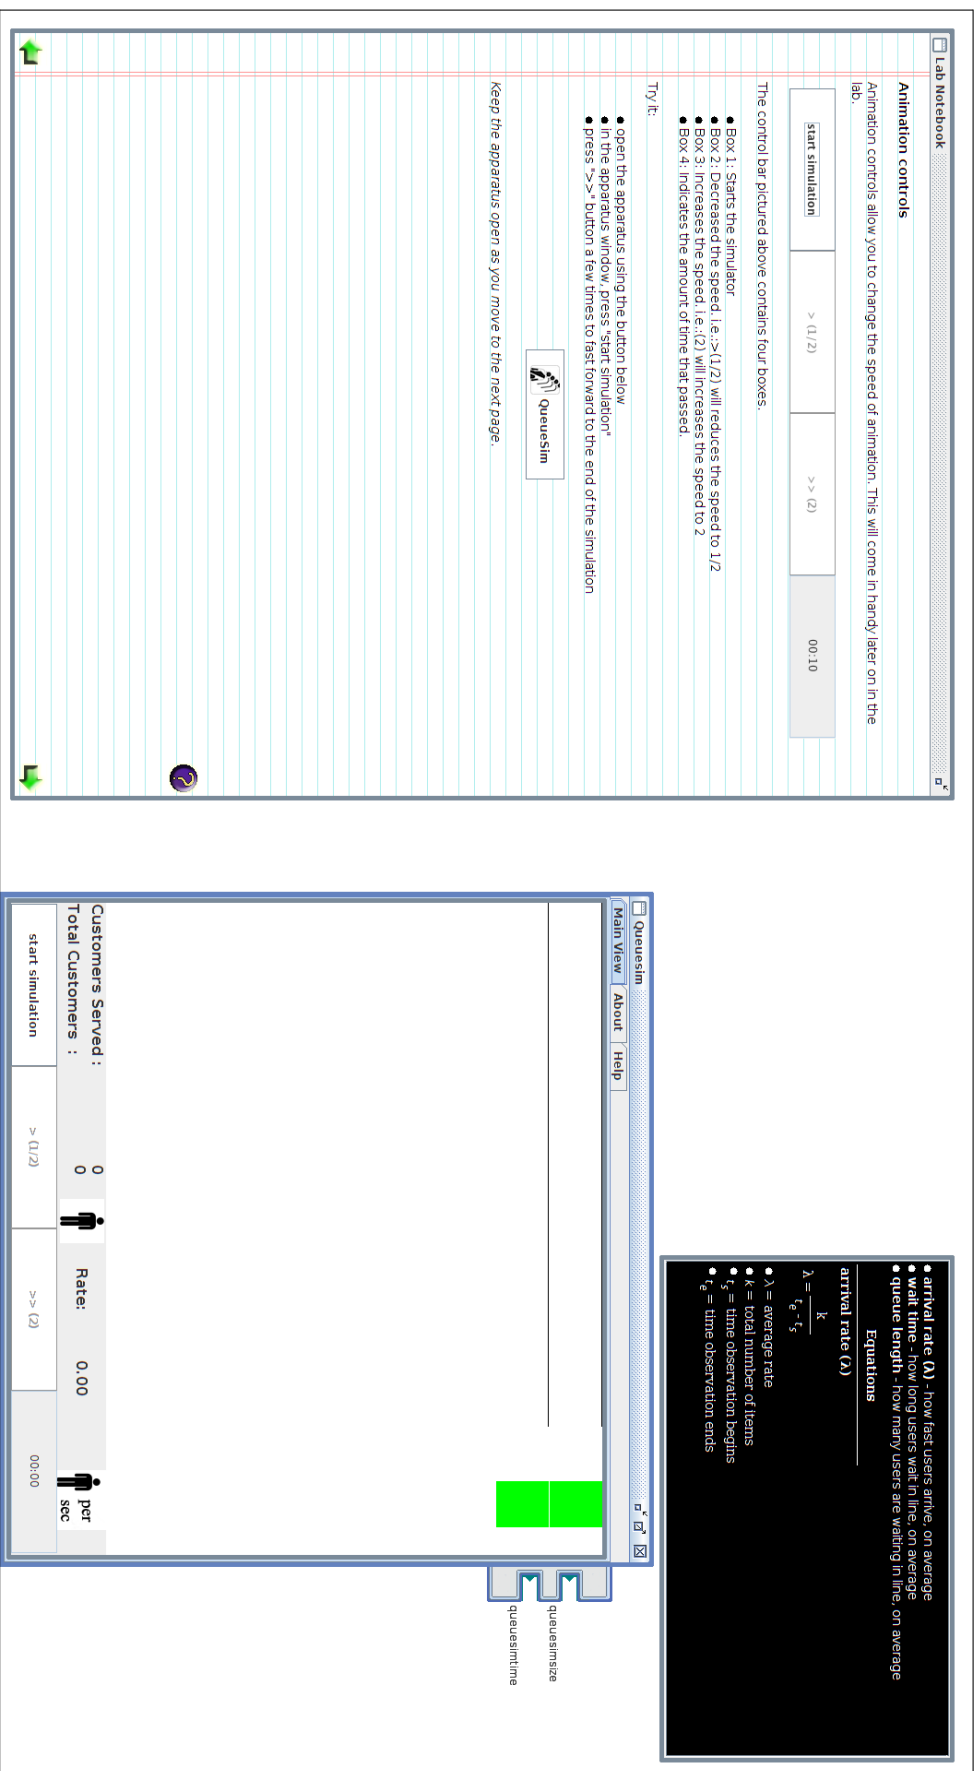 Lab Notebook
Animation controls
Animation controls allow you to change the speed of animation. This will come in handy later on in the
lab.
start simulation
> (1/2)
>> (2)
00:10
The control bar pictured above contains four boxes.
● Box 1: Starts the simulator
● Box 2: Decreased the speed. i.e.:>(1/2) will reduces the speed to 1/2
● Box 3: Increases the speed. i.e.:(2) will increases the speed to 2
● Box 4: Indicates the amount of time that passed.
Try it:
● open the apparatus using the button below
● in the apparatus window, press "start simulation"
● press ">>" button a few times to fast forward to the end of the simulation
QueueSim
Keep the apparatus open as you move to the next page.
?
● arrival rate (λ) - how fast users arrive, on average
● wait time - how long users wait in line, on average
● queue length - how many users are waiting in line, on average
Equations
arrival rate (λ)
λ = k / (te - ts)
● λ = average rate
● k = total number of items
● ts = time observation begins
● te = time observation ends
Queuesim
Main View About Help
Customers Served : 0
Total Customers : 0
Rate: 0.00 per sec
start simulation
> (1/2)
>> (2)
00:00
queuesimsize
queuesimtime